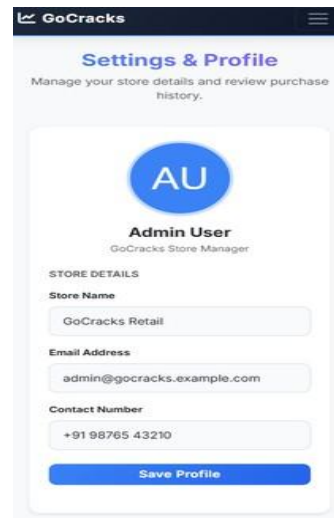 GoCracks
Settings & Profile
Manage your store details and review purchase
history.
AU
Admin User
GoCracks Store Manager
STORE DETAILS
Store Name
GoCracks Retail
Email Address
admin@gocracks.example.com
Contact Number
+91 98765 43210
Save Profile